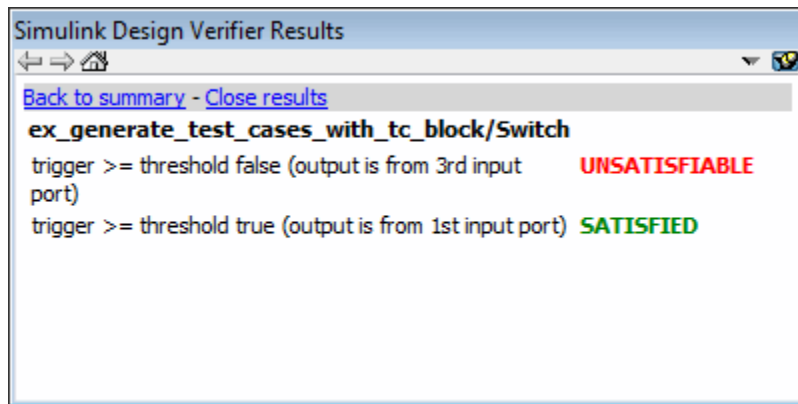 Simulink Design Verifier Results
Back to summary - Close results
ex_generate_test_cases_with_tc_block/Switch
trigger >= threshold false (output is from 3rd input UNSATISFIABLE
port)
trigger >= threshold true (output is from 1st input port) SATISFIED